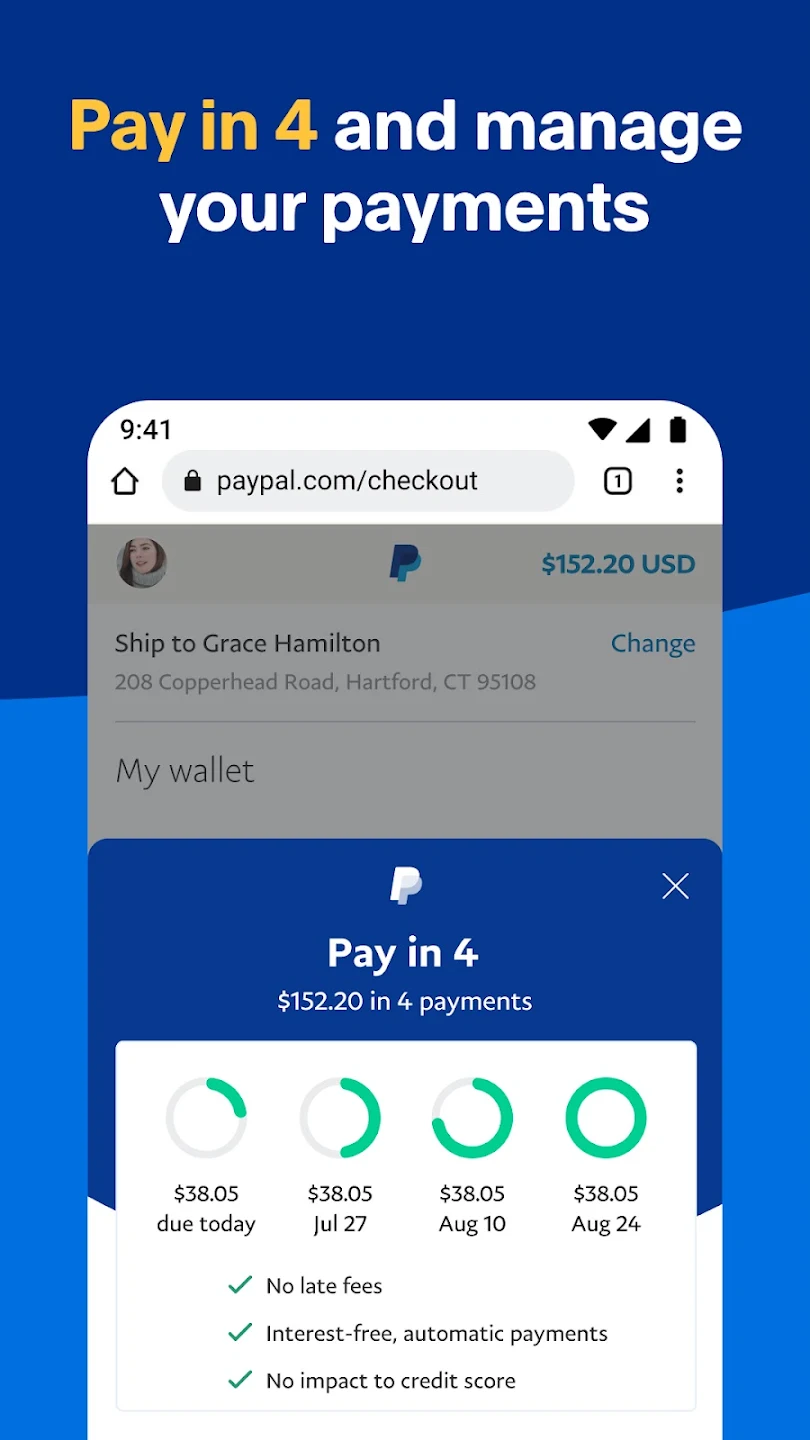 Pay in 4 and manage
your payments
9:41
paypal.com/checkout
1
$152.20 USD
Ship to Grace Hamilton
Change
208 Copperhead Road, Hartford, CT 95108
My wallet
Pay in 4
$152.20 in 4 payments
$38.05 $38.05 $38.05 $38.05
due today Jul 27 Aug 10 Aug 24
No late fees
Interest-free, automatic payments
No impact to credit score